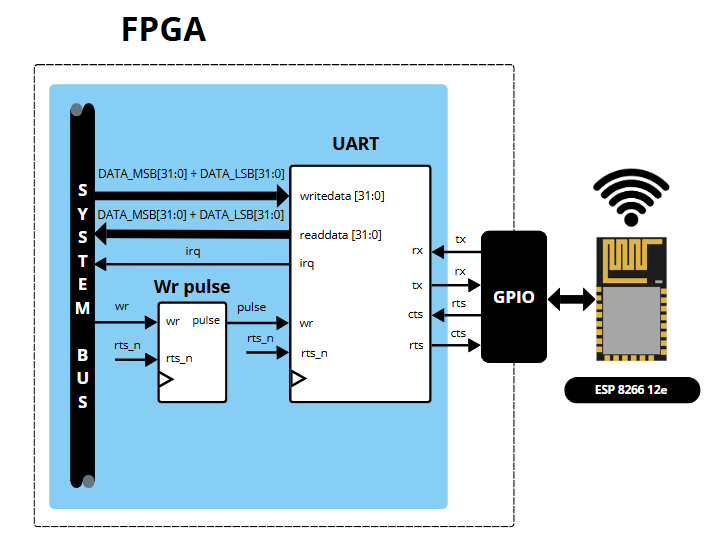 FPGA
UART
DATA_MSB[31:0] + DATA_LSB[31:0]
writedata [31:0]
DATA_MSB[31:0] + DATA_LSB[31:0]
readdata [31:0]
irq
irq
SYSTEM BUS
Wr pulse
wr
wr
pulse
pulse
wr
rts_n
rts_n
rts_n
rts_n
rx
tx
cts
rts
tx
rx
rts
cts
GPIO
ESP 8266 12e